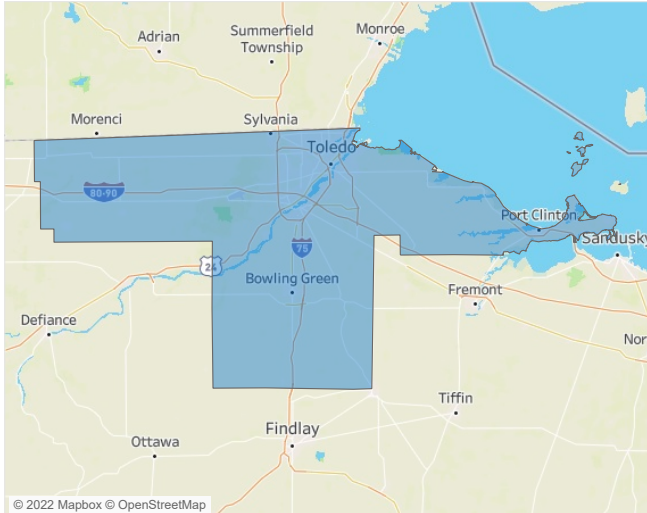 Adrian
Summerfield
Township
Monroe
Morenci
Sylvania
Toledo
80-90
Port Clinton
Sandusky
24
75
Bowling Green
Fremont
Defiance
Nor
Tiffin
Findlay
Ottawa
© 2022 Mapbox © OpenStreetMap